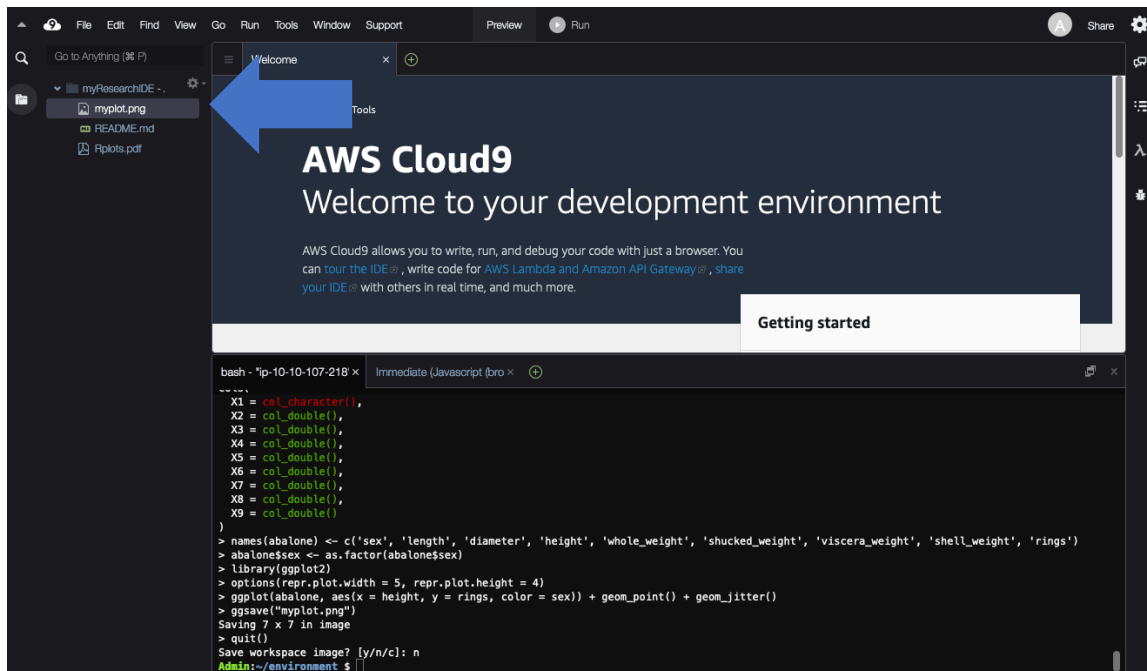 File Edit Find View Go Run Tools Window Support Preview Run A Share
Go to Anything (⌘ P)
myResearchIDE - .
myplot.png
README.md
Rplots.pdf
Welcome
Tools
AWS Cloud9
Welcome to your development environment
AWS Cloud9 allows you to write, run, and debug your code with just a browser. You
can tour the IDE, write code for AWS Lambda and Amazon API Gateway, share
your IDE with others in real time, and much more.
Getting started
bash - "ip-10-10-107-218' Immediate (Javascript (bro
cols(
X1 = col_character(),
X2 = col_double(),
X3 = col_double(),
X4 = col_double(),
X5 = col_double(),
X6 = col_double(),
X7 = col_double(),
X8 = col_double(),
X9 = col_double()
)
> names(abalone) <- c('sex', 'length', 'diameter', 'height', 'whole_weight', 'shucked_weight', 'viscera_weight', 'shell_weight', 'rings')
> abalone$sex <- as.factor(abalone$sex)
> library(ggplot2)
> options(repr.plot.width = 5, repr.plot.height = 4)
> ggplot(abalone, aes(x = height, y = rings, color = sex)) + geom_point() + geom_jitter()
> ggsave("myplot.png")
Saving 7 x 7 in image
> quit()
Save workspace image? [y/n/c]: n
Admin:~/environment $